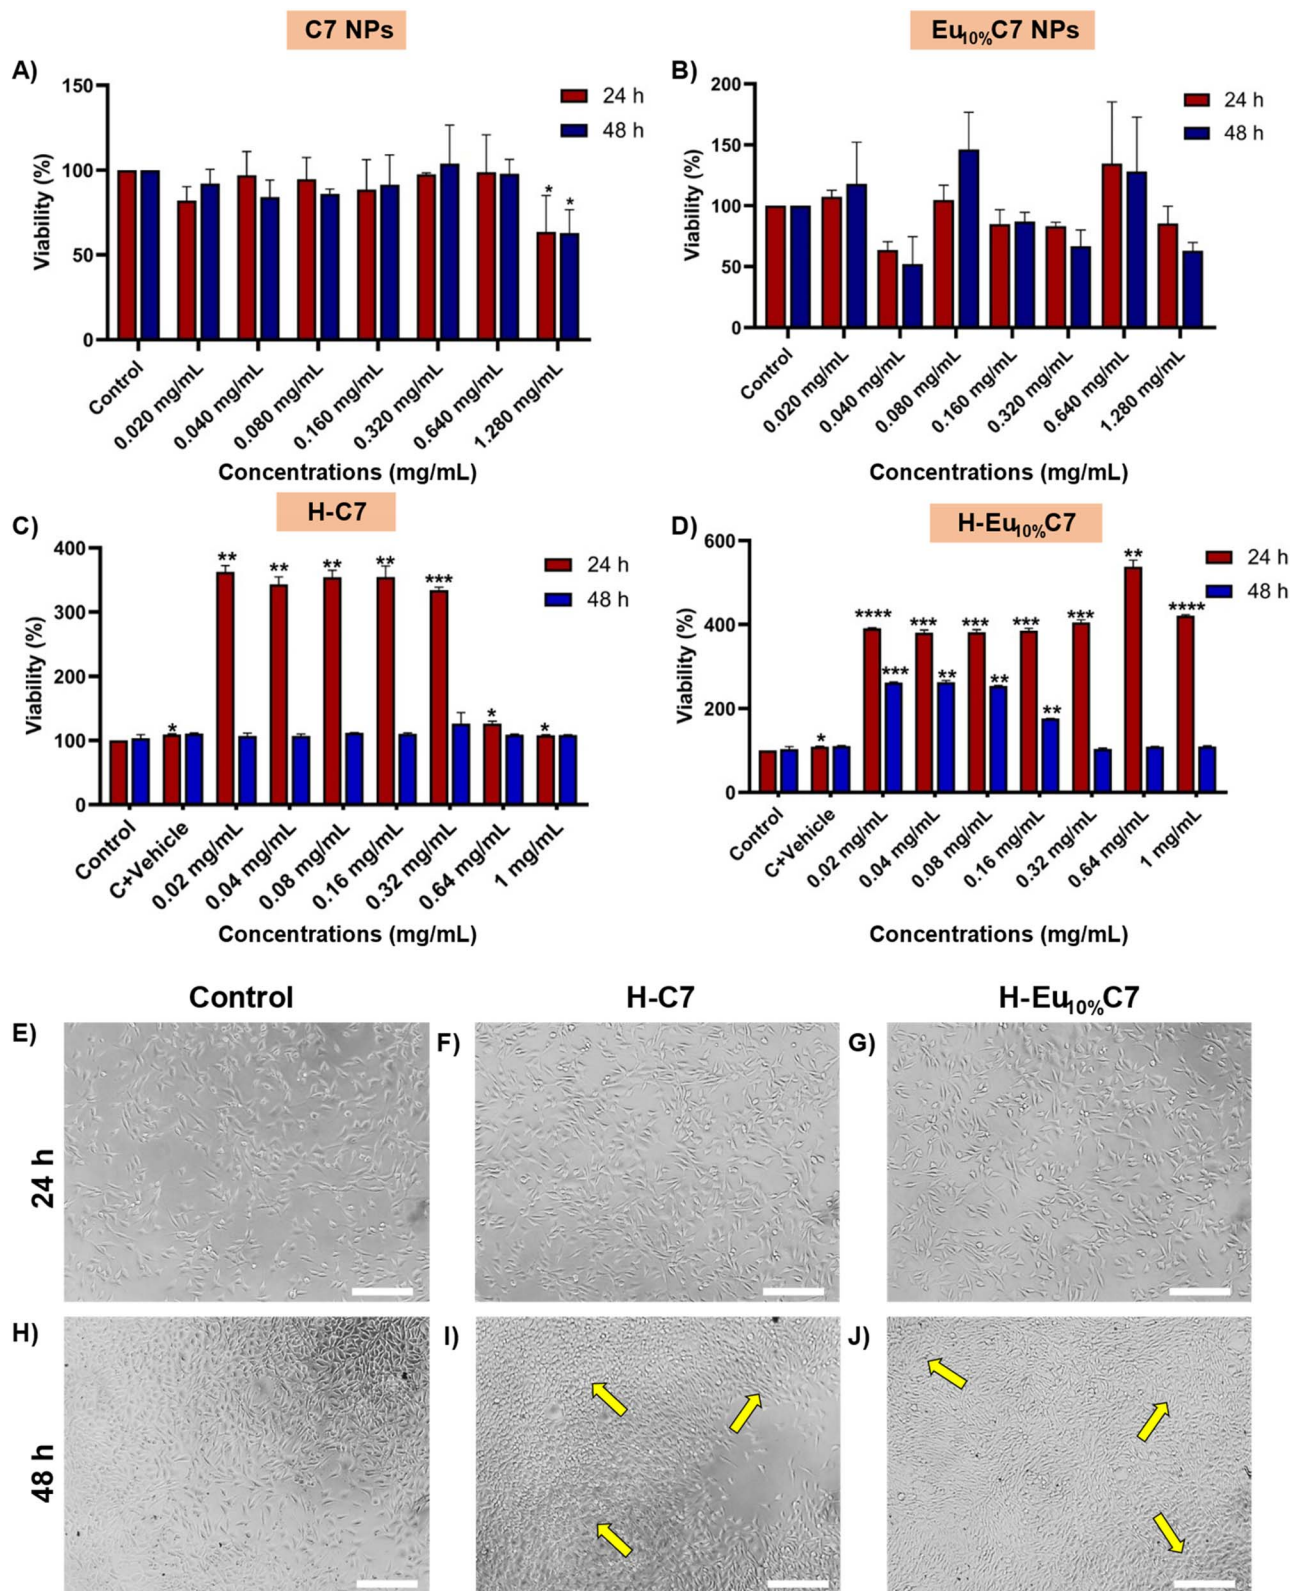 C7 NPs
Eu10%C7 NPs
A)
150
100
50
0
Viability (%)
24 h
48 h
* *
Control
0.020 mg/mL
0.040 mg/mL
0.080 mg/mL
0.160 mg/mL
0.320 mg/mL
0.640 mg/mL
1.280 mg/mL
Concentrations (mg/mL)
B)
200
150
100
50
0
Viability (%)
24 h
48 h
Control
0.020 mg/mL
0.040 mg/mL
0.080 mg/mL
0.160 mg/mL
0.320 mg/mL
0.640 mg/mL
1.280 mg/mL
Concentrations (mg/mL)
H-C7
C)
400
300
200
100
0
Viability (%)
24 h
48 h
* ** ** ** ** *** * *
Control
C+Vehicle
0.02 mg/mL
0.04 mg/mL
0.08 mg/mL
0.16 mg/mL
0.32 mg/mL
0.64 mg/mL
1 mg/mL
Concentrations (mg/mL)
H-Eu10%C7
D)
600
400
200
0
Viability (%)
24 h
48 h
* **** *** *** ** *** ** *** ** *** ** ****
Control
C+Vehicle
0.02 mg/mL
0.04 mg/mL
0.08 mg/mL
0.16 mg/mL
0.32 mg/mL
0.64 mg/mL
1 mg/mL
Concentrations (mg/mL)
Control
H-C7
H-Eu10%C7
24 h
E)
F)
G)
48 h
H)
I)
J)